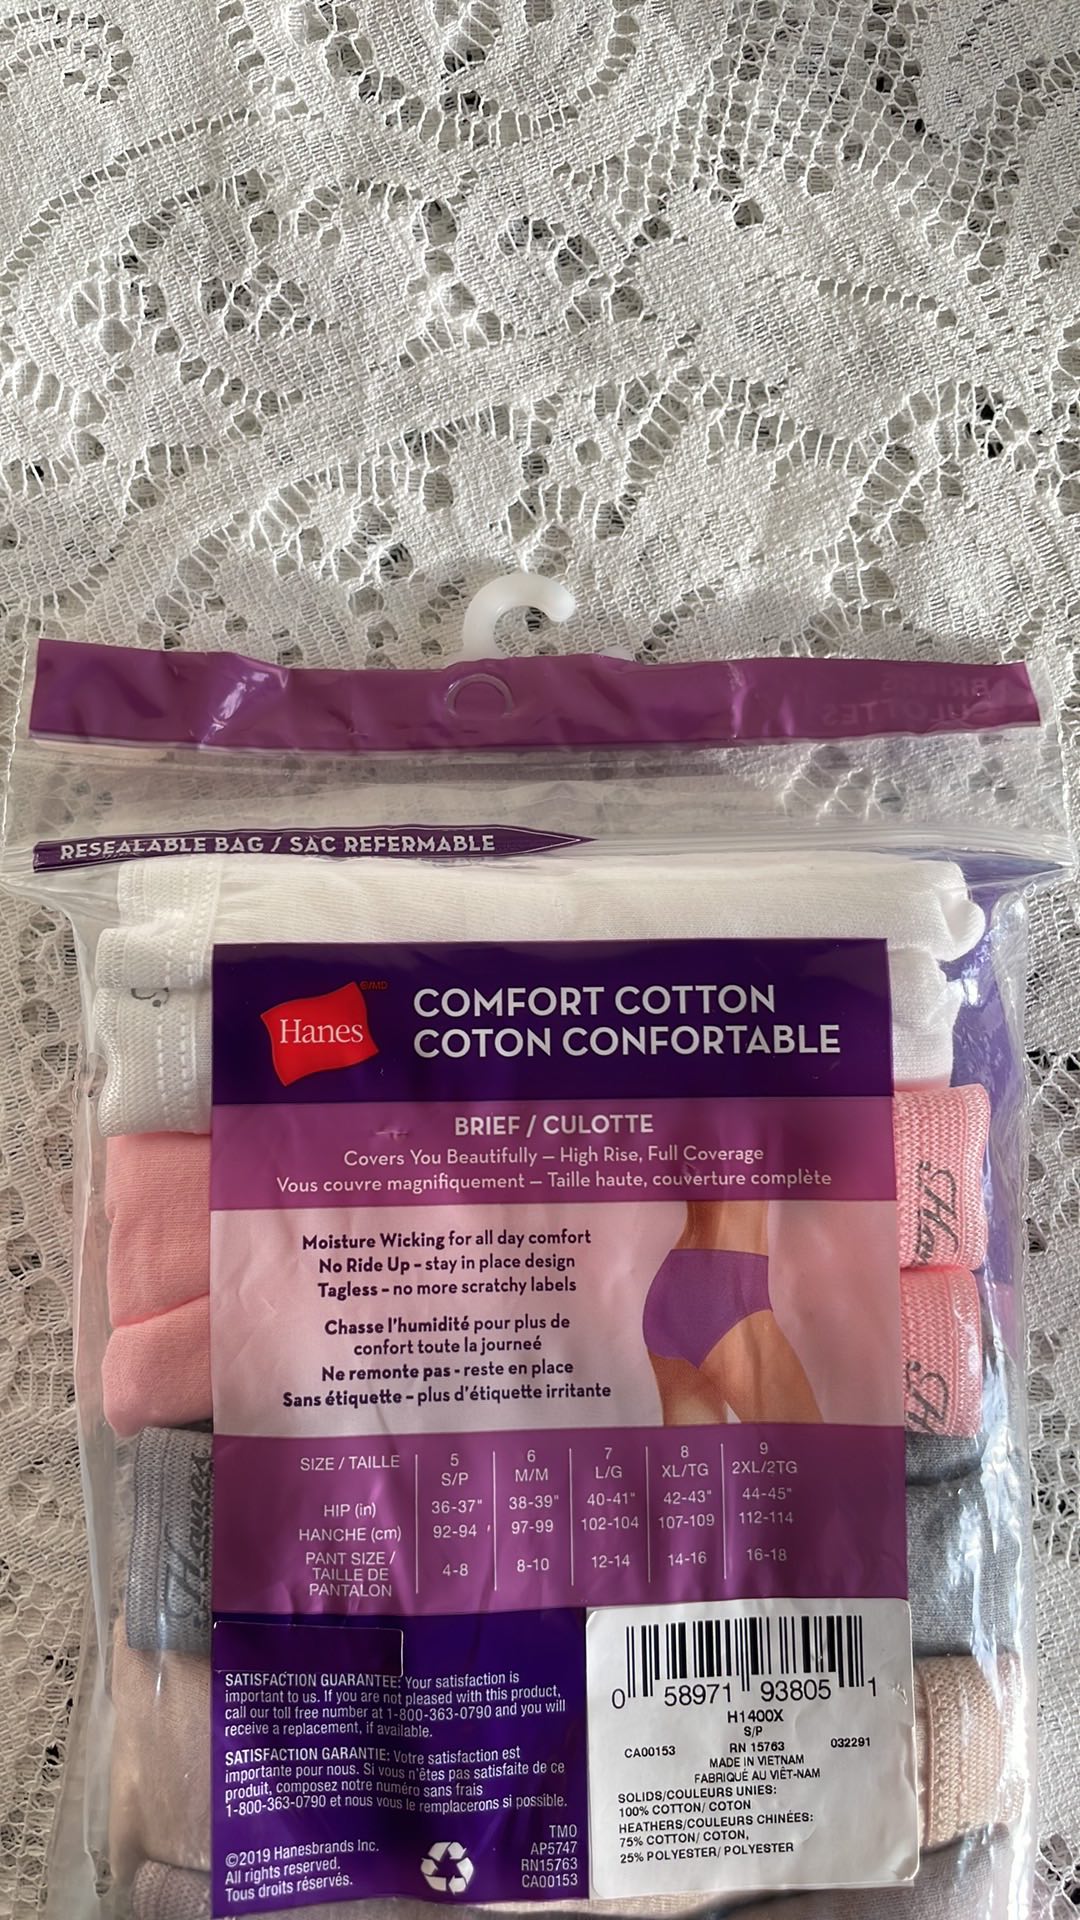 RESEALABLE BAG / SAC REFERMABLE
Hanes
®/MD
COMFORT COTTON
COTON CONFORTABLE
BRIEF / CULOTTE
Covers You Beautifully – High Rise, Full Coverage
Vous couvre magnifiquement – Taille haute, couverture complète
Moisture Wicking for all day comfort
No Ride Up – stay in place design
Tagless – no more scratchy labels
Chasse l'humidité pour plus de
confort toute la journeé
Ne remonte pas - reste en place
Sans étiquette – plus d'étiquette irritante
SIZE / TAILLE 5 6 7 8 9
S/P M/M L/G XL/TG 2XL/2TG
HIP (in) 36-37" 38-39" 40-41" 42-43" 44-45"
HANCHE (cm) 92-94 97-99 102-104 107-109 112-114
PANT SIZE /
TAILLE DE
PANTALON 4-8 8-10 12-14 14-16 16-18
SATISFACTION GUARANTEE: Your satisfaction is
important to us. If you are not pleased with this product,
call our toll free number at 1-800-363-0790 and you will
receive a replacement, if available.
SATISFACTION GARANTIE: Votre satisfaction est
importante pour nous. Si vous n'êtes pas satisfaite de ce
produit, composez notre numéro sans frais
1-800-363-0790 et nous vous le remplacerons si possible.
©2019 Hanesbrands Inc.
All rights reserved.
Tous droits réservés.
TMO
AP5747
RN15763
CA00153
0 58971 93805 1
H1400X
S/P
CA00153 RN 15763 032291
MADE IN VIETNAM
FABRIQUÉ AU VIÊT-NAM
SOLIDS/COULEURS UNIES:
100% COTTON/ COTON
HEATHERS/COULEURS CHINÉES:
75% COTTON/ COTON,
25% POLYESTER/ POLYESTER
Hanes